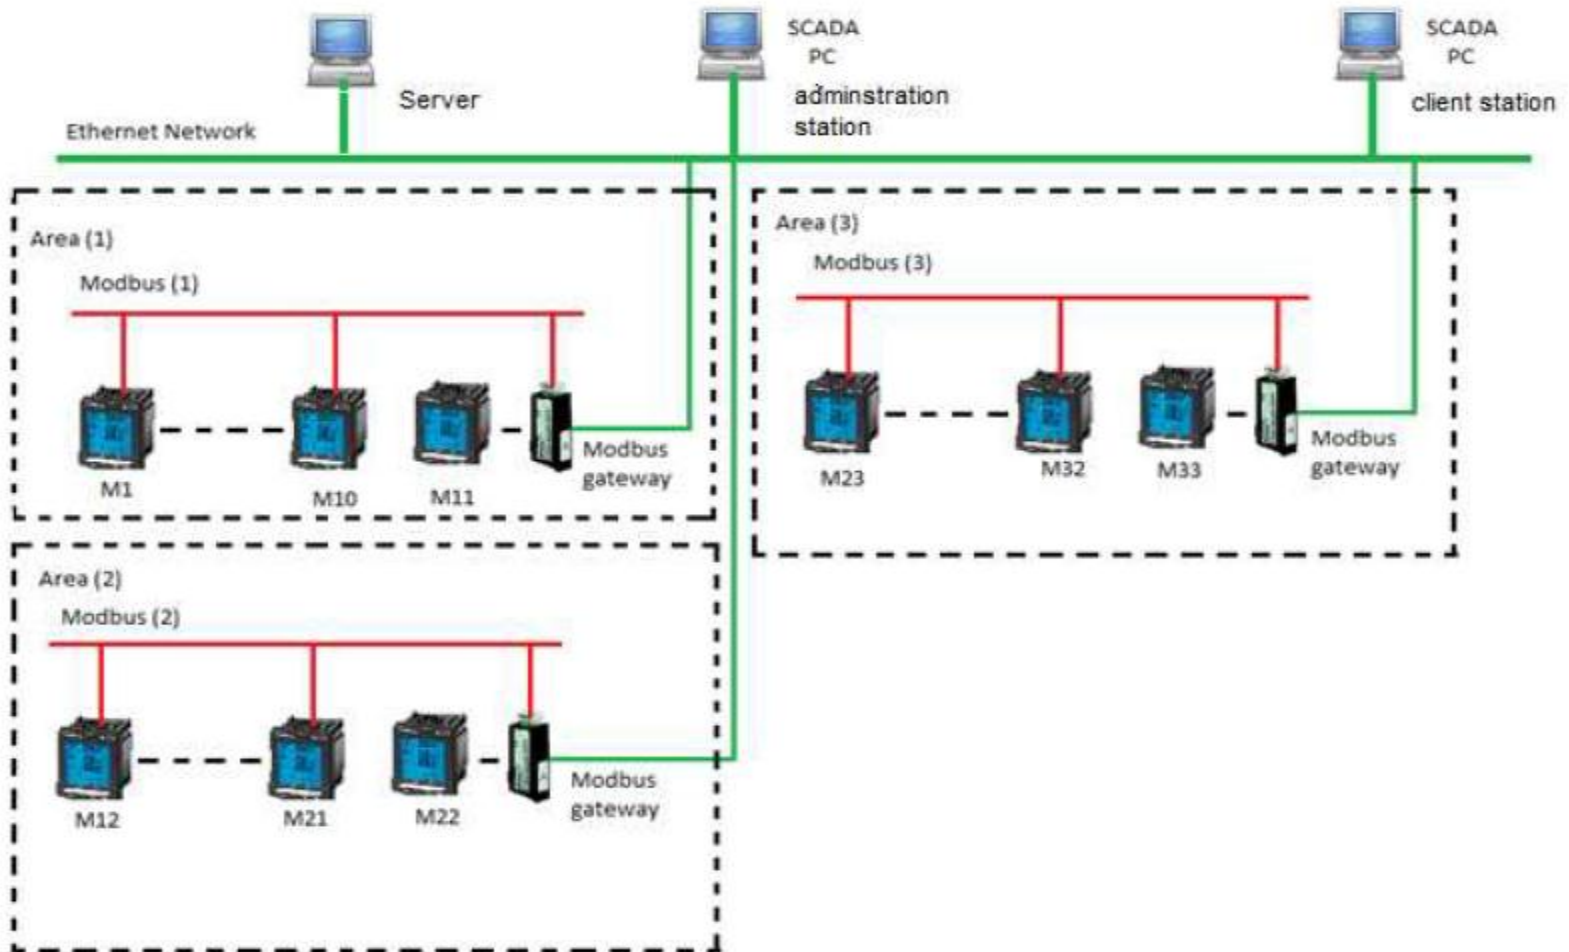 SCADA
PC
adminstration
station
SCADA
PC
client station
Server
Ethernet Network
Area (1)
Modbus (1)
M1
M10
M11
Modbus
gateway
Area (3)
Modbus (3)
M23
M32
M33
Modbus
gateway
Area (2)
Modbus (2)
M12
M21
M22
Modbus
gateway